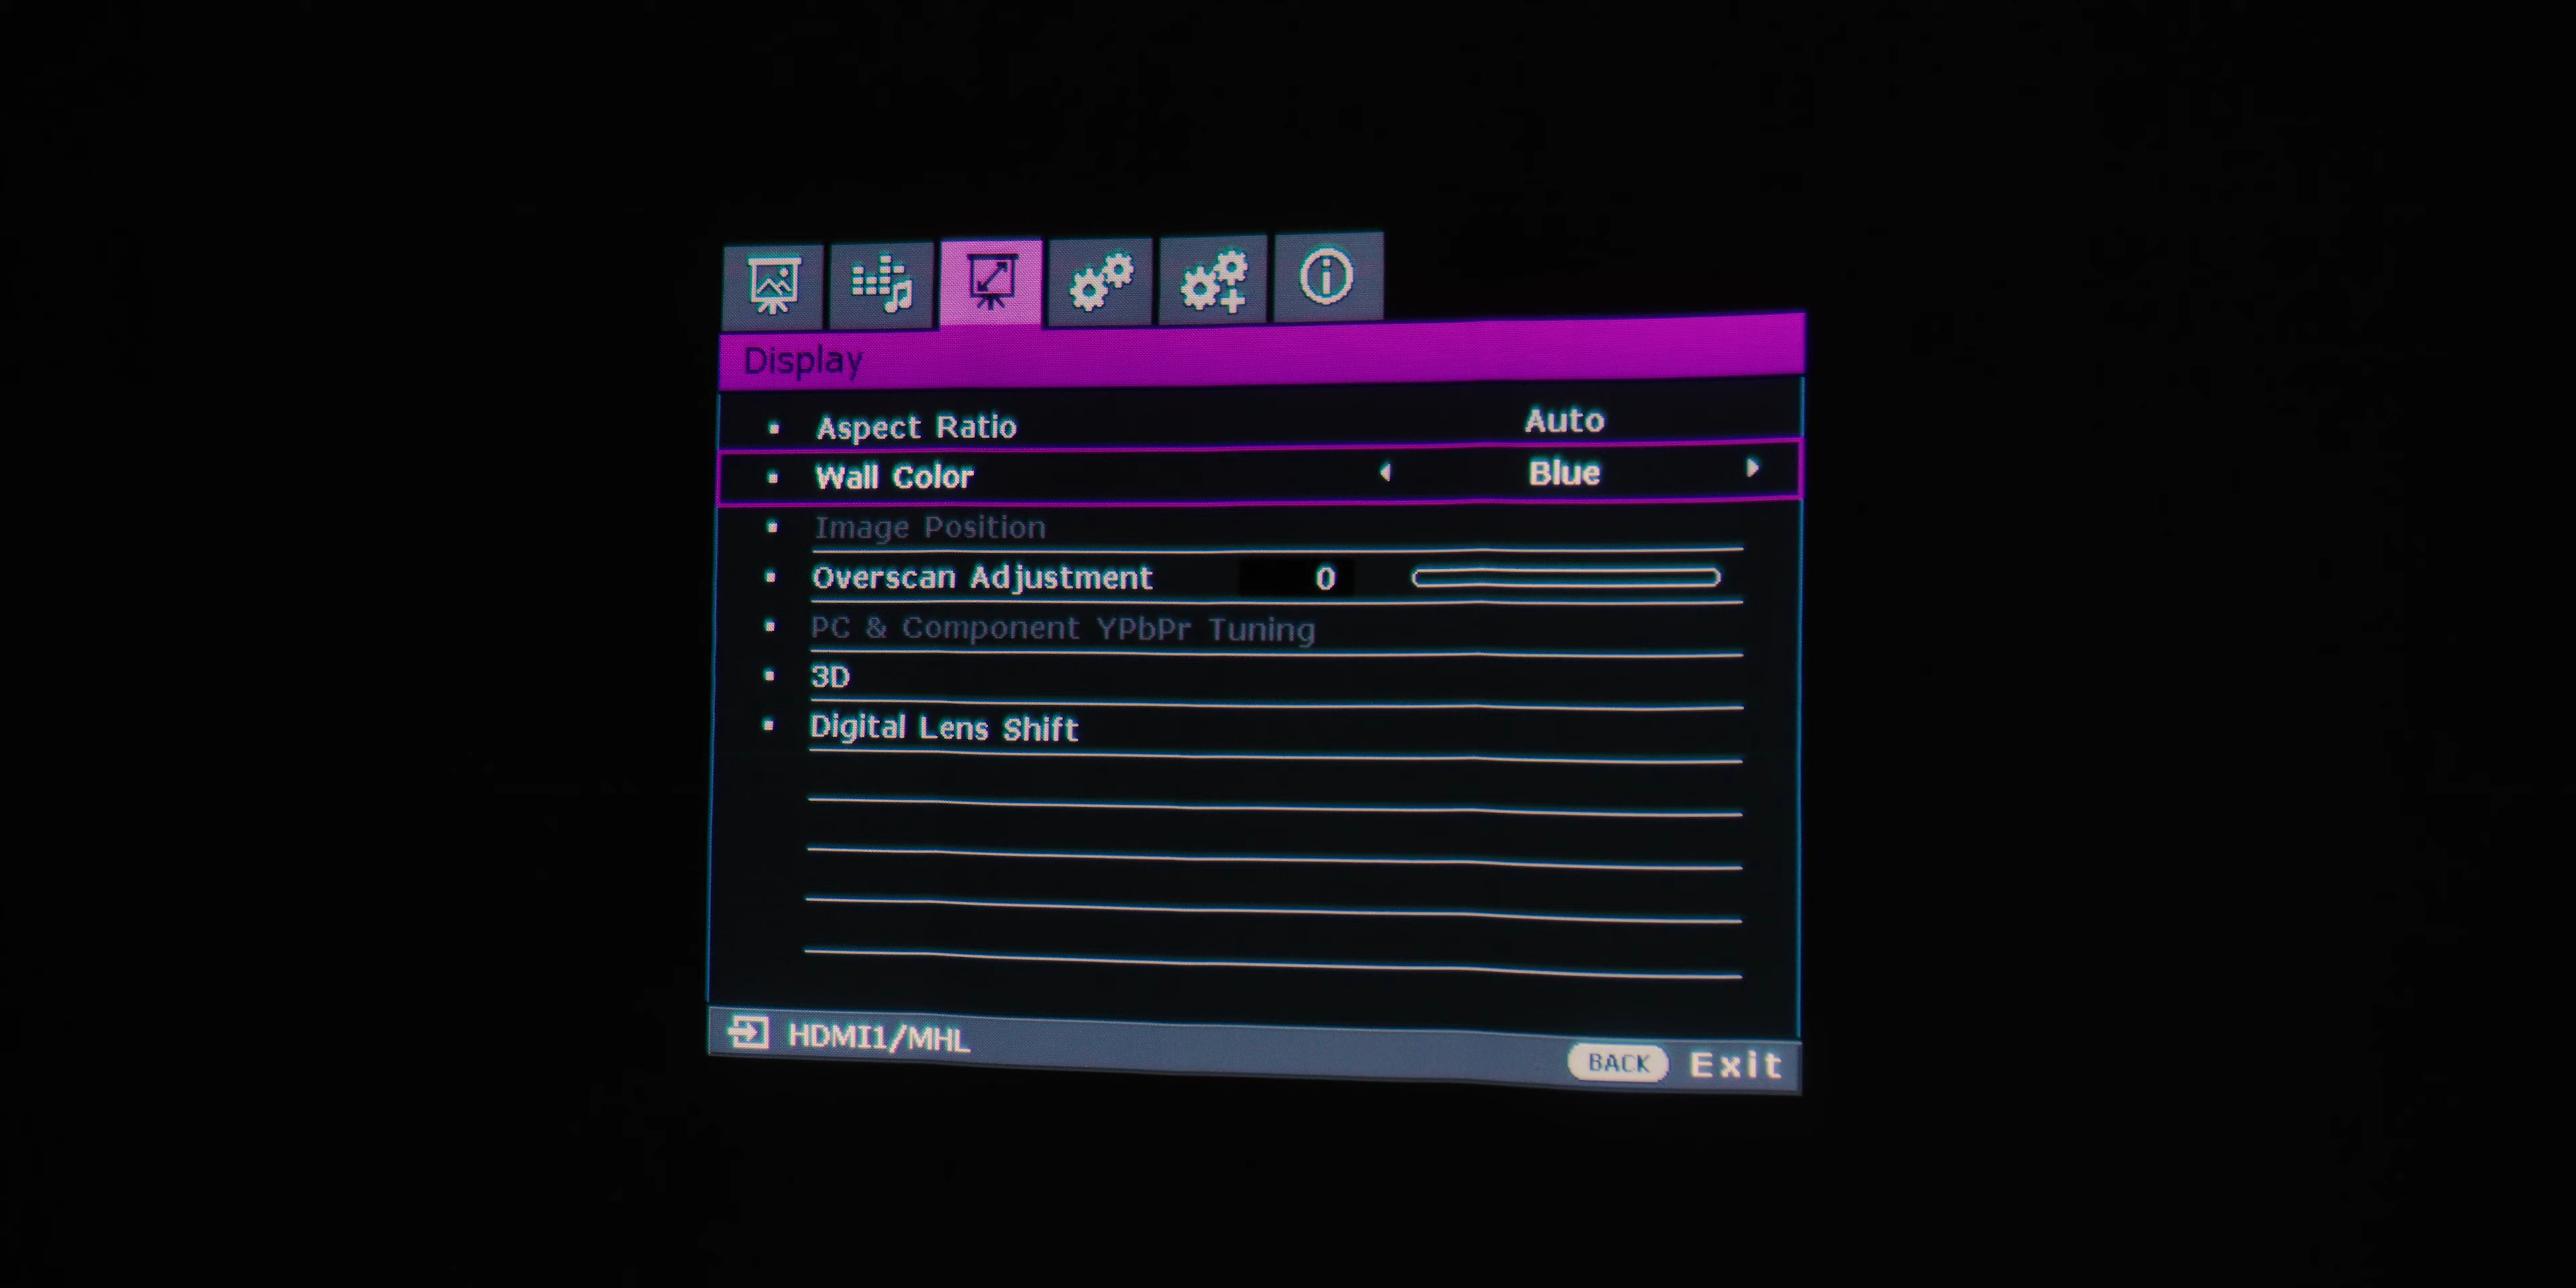 Display
Aspect Ratio Auto
Wall Color Blue
Image Position
Overscan Adjustment 0
PC & Component YPbPr Tuning
3D
Digital Lens Shift
HDMI1/MHL BACK Exit